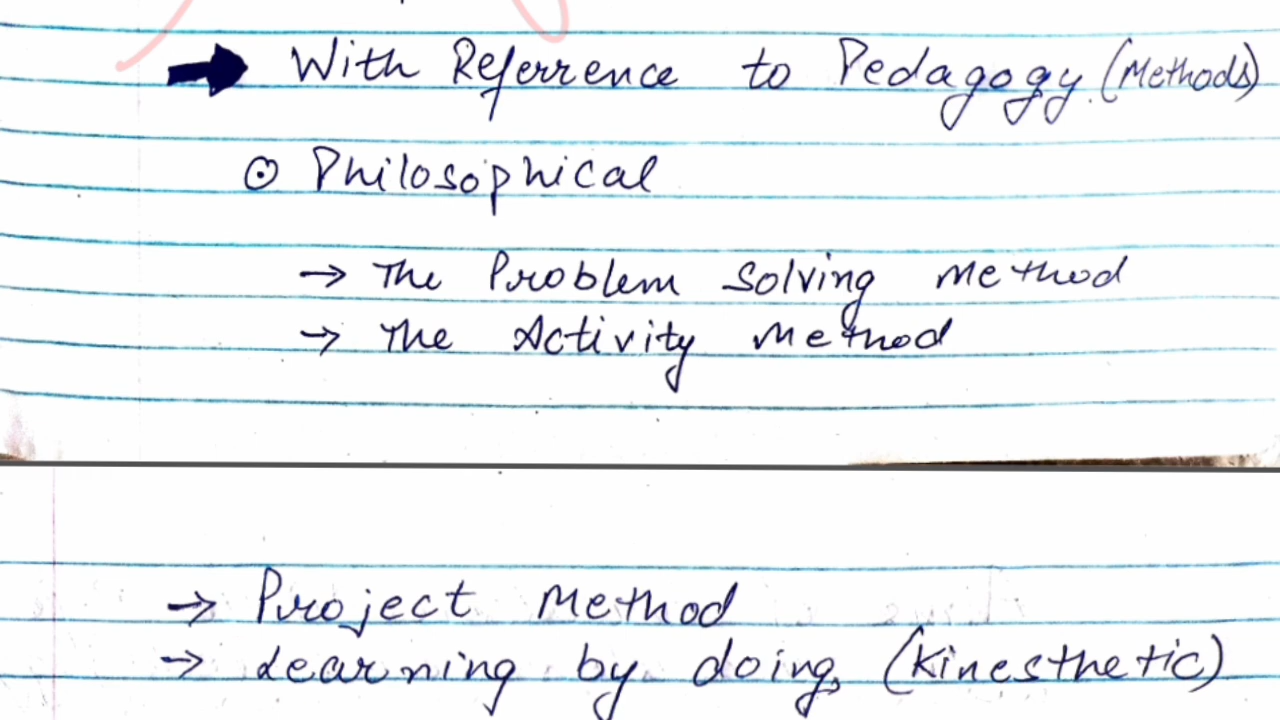 ➡ With Referrence to Pedagogy (Methods)
⊙ Philosophical
→ The Problem Solving Method
→ The Activity Method
→ Project Method
→ Learning by doing, (Kinesthetic)